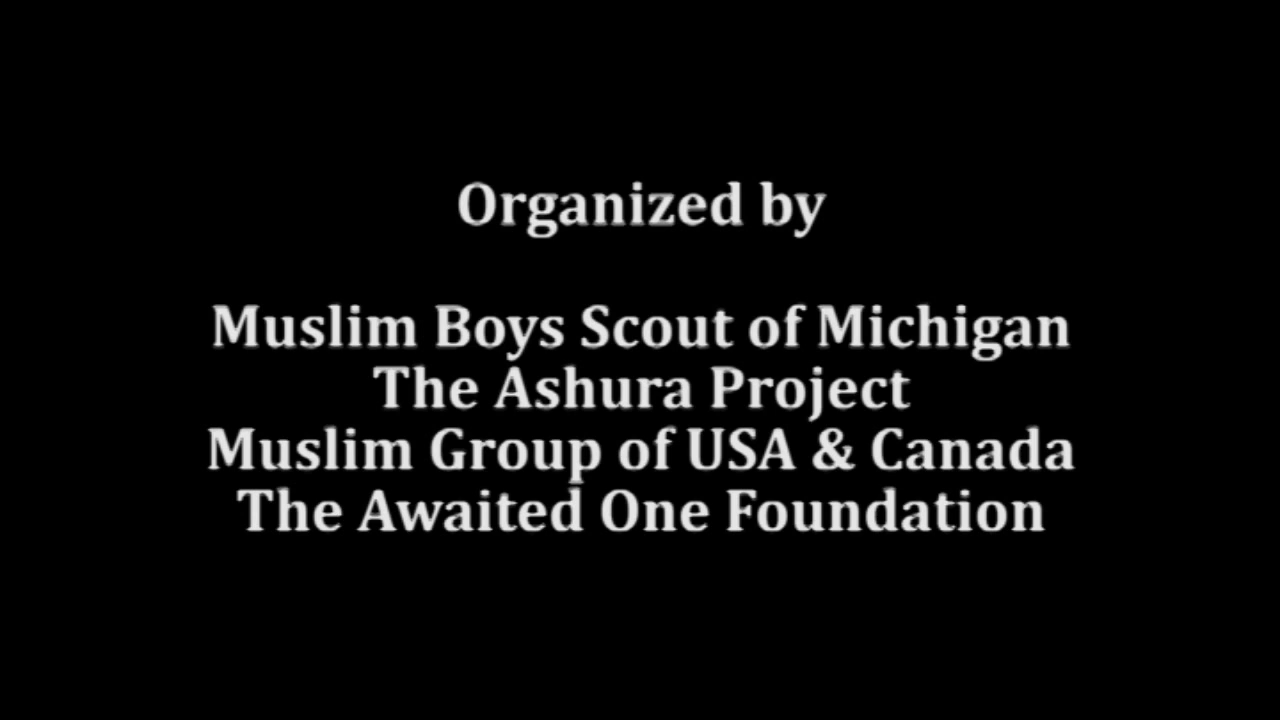 Organized by
Muslim Boys Scout of Michigan
The Ashura Project
Muslim Group of USA & Canada
The Awaited One Foundation